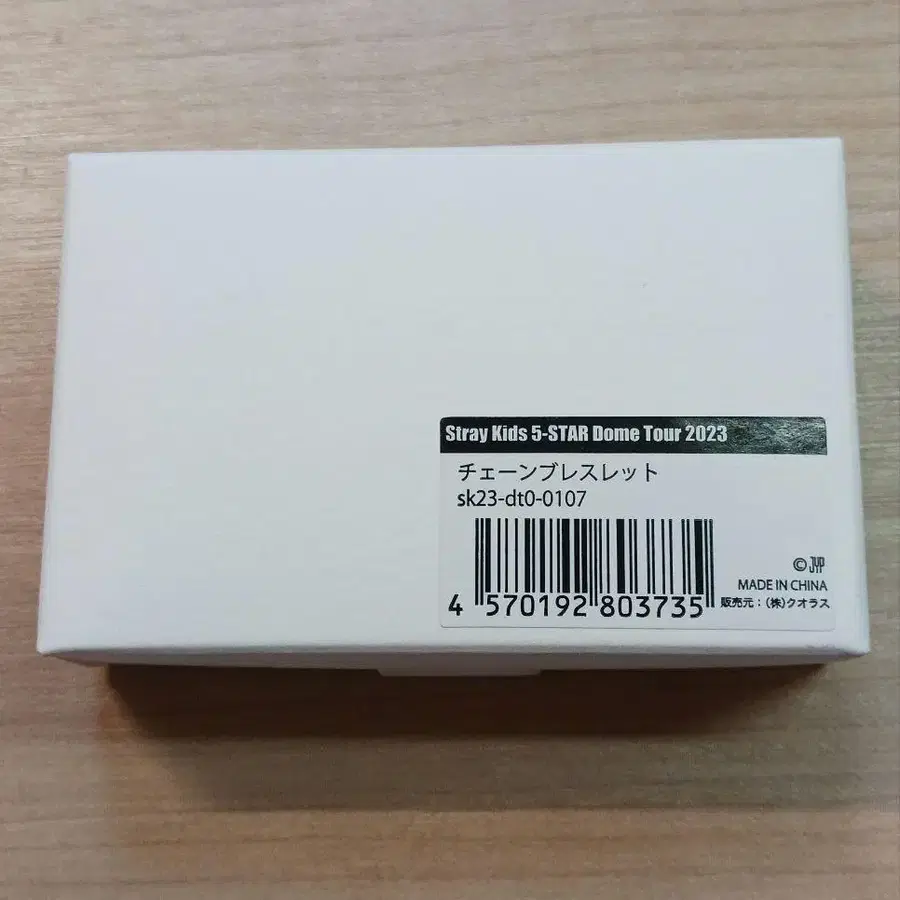 Stray Kids 5-STAR Dome Tour 2023
チェーンブレスレット
sk23-dt0-0107
4 570192 803735
© JYP
MADE IN CHINA
販売元：(株)クオラス